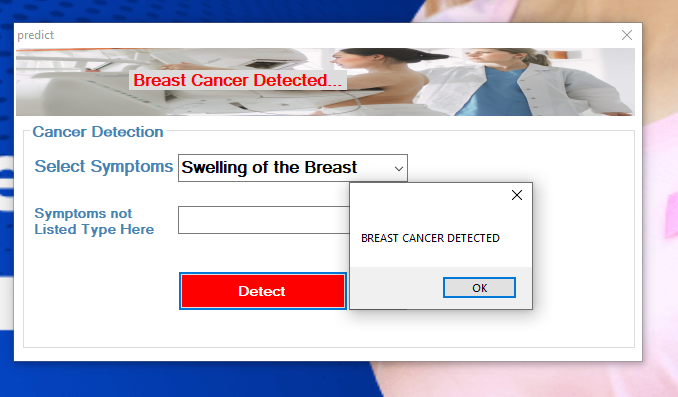 predict
Breast Cancer Detected...
Cancer Detection
Select Symptoms
Swelling of the Breast
Symptoms not
Listed Type Here
BREAST CANCER DETECTED
Detect
OK